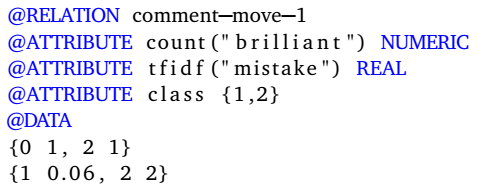 @RELATION comment—move—1
@ATTRIBUTE count("brilliant") NUMERIC
@ATTRIBUTE tfidf("mistake") REAL
@ATTRIBUTE class {1,2}
@DATA
{0 1, 2 1}
{1 0.06, 2 2}